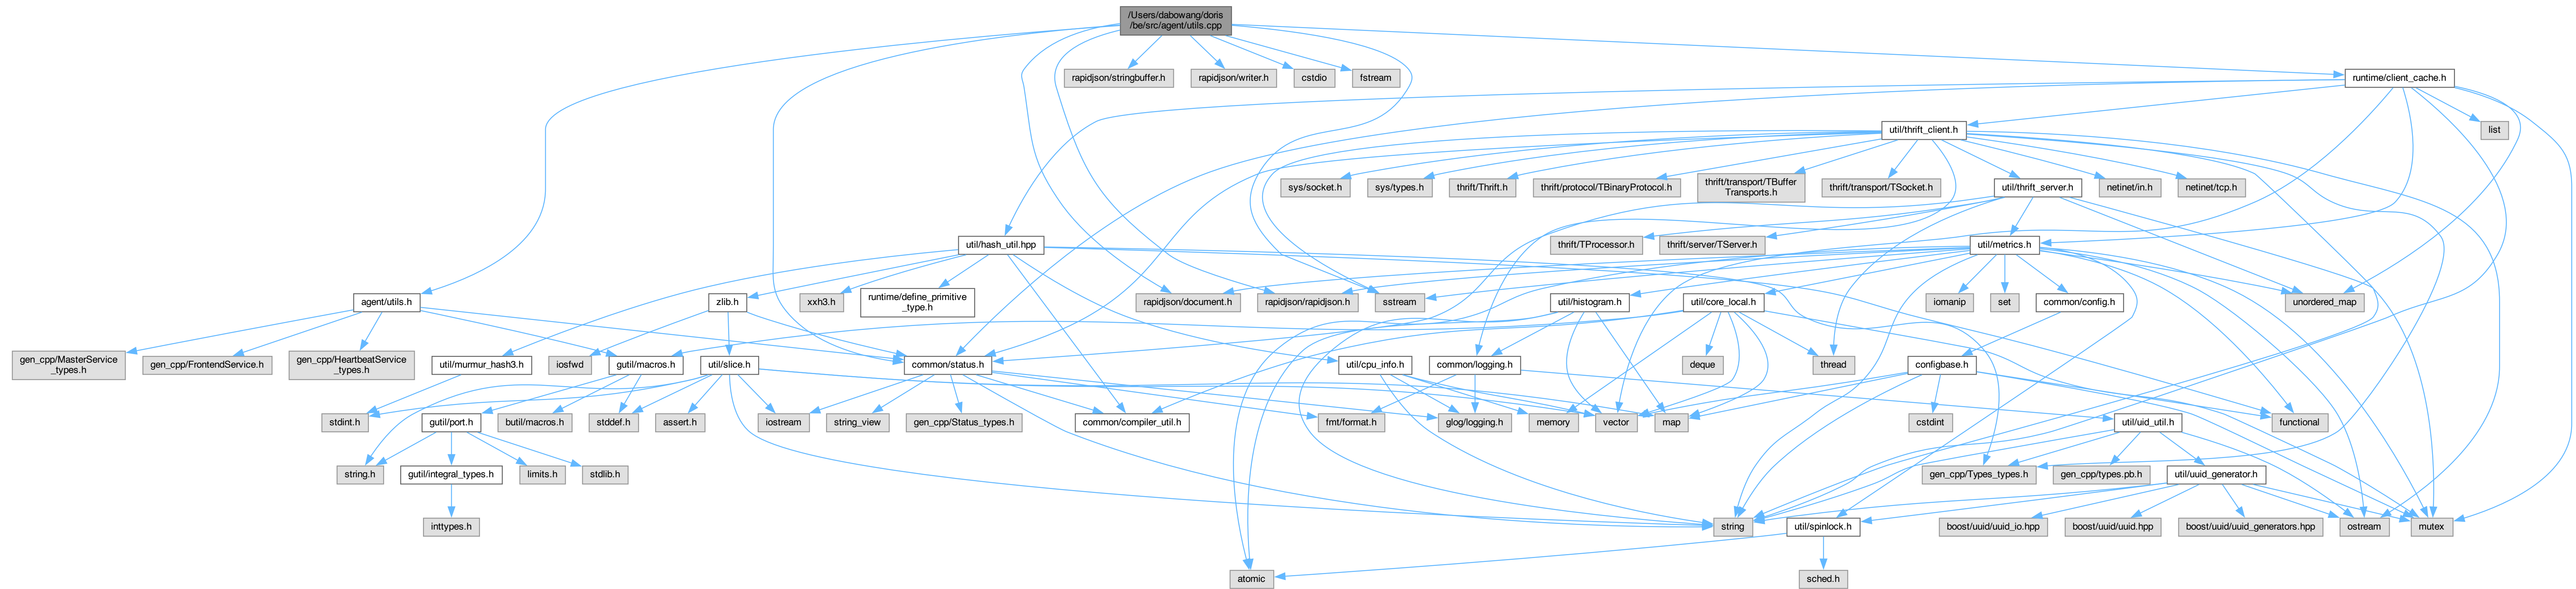 /Users/dabowang/doris
/be/src/agent/utils.cpp
rapidjson/stringbuffer.h
rapidjson/writer.h
cstdio
fstream
runtime/client_cache.h
util/thrift_client.h
list
sys/socket.h
sys/types.h
thrift/Thrift.h
thrift/protocol/TBinaryProtocol.h
thrift/transport/TBuffer
Transports.h
thrift/transport/TSocket.h
util/thrift_server.h
netinet/in.h
netinet/tcp.h
util/hash_util.hpp
thrift/TProcessor.h
thrift/server/TServer.h
util/metrics.h
agent/utils.h
zlib.h
xxh3.h
runtime/define_primitive
_type.h
rapidjson/document.h
rapidjson/rapidjson.h
sstream
util/histogram.h
util/core_local.h
iomanip
set
common/config.h
unordered_map
gen_cpp/MasterService
_types.h
gen_cpp/FrontendService.h
gen_cpp/HeartbeatService
_types.h
util/murmur_hash3.h
iosfwd
gutil/macros.h
util/slice.h
common/status.h
util/cpu_info.h
common/logging.h
deque
thread
configbase.h
stdint.h
gutil/port.h
butil/macros.h
stddef.h
assert.h
iostream
string_view
gen_cpp/Status_types.h
common/compiler_util.h
fmt/format.h
glog/logging.h
memory
vector
map
cstdint
util/uid_util.h
functional
string.h
gutil/integral_types.h
limits.h
stdlib.h
gen_cpp/Types_types.h
gen_cpp/types.pb.h
util/uuid_generator.h
inttypes.h
string
util/spinlock.h
boost/uuid/uuid_io.hpp
boost/uuid/uuid.hpp
boost/uuid/uuid_generators.hpp
ostream
mutex
atomic
sched.h